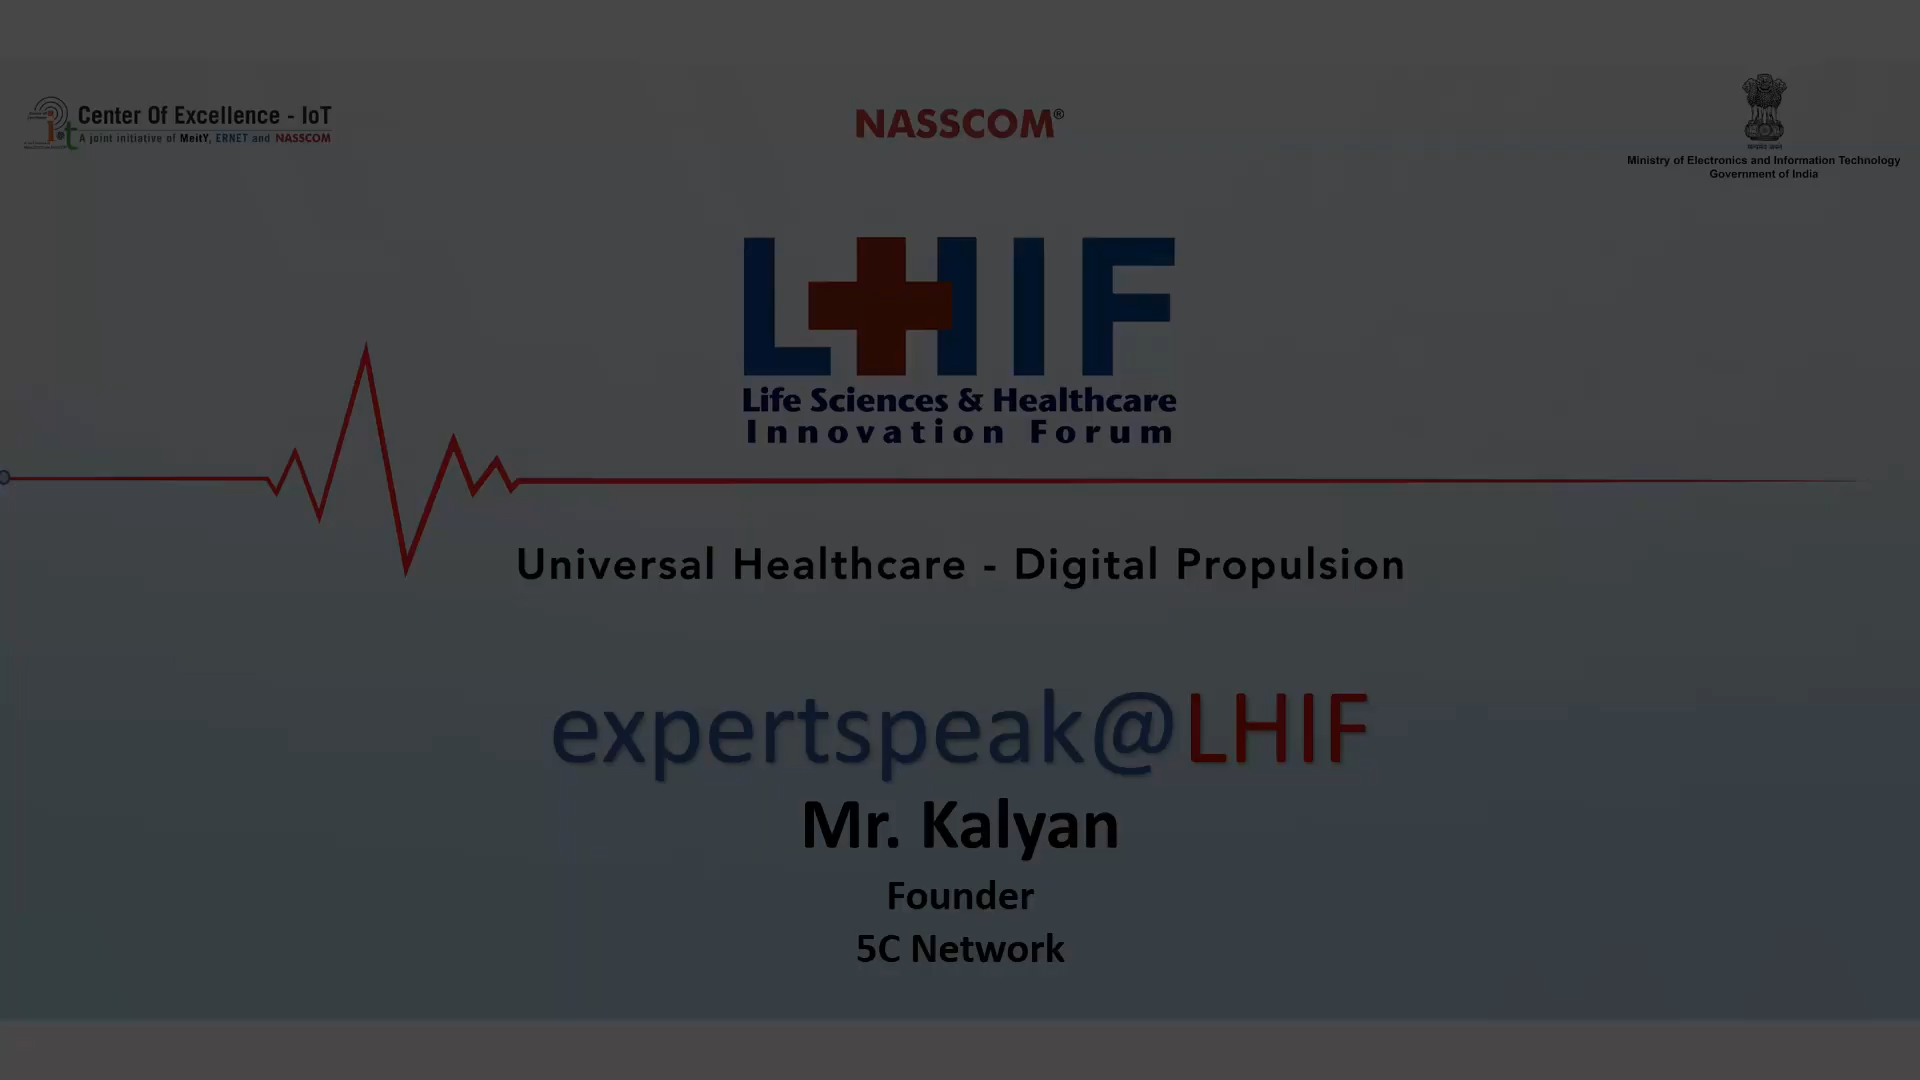 Center Of Excellence - IoT
A joint initiative of MeitY, ERNET and NASSCOM
NASSCOM®
Ministry of Electronics and Information Technology
Government of India
LHIF
Life Sciences & Healthcare
Innovation Forum
Universal Healthcare - Digital Propulsion
expertspeak@LHIF
Mr. Kalyan
Founder
5C Network